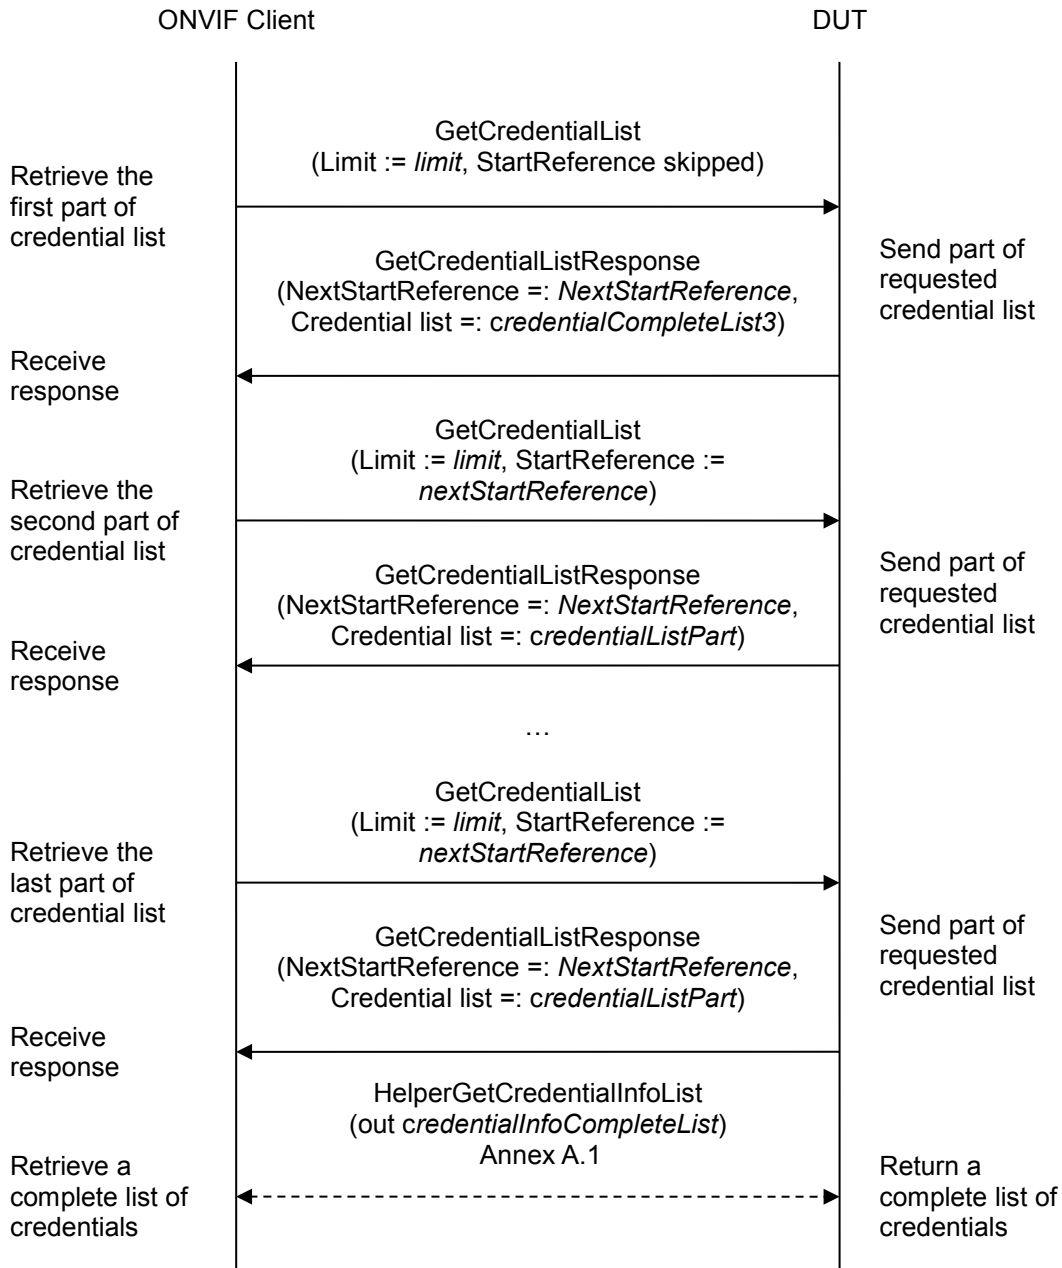 ONVIF Client
DUT
GetCredentialList
(Limit := limit, StartReference skipped)
Retrieve the
first part of
credential list
GetCredentialListResponse
(NextStartReference =: NextStartReference,
Credential list =: credentialCompleteList3)
Send part of
requested
credential list
Receive
response
GetCredentialList
(Limit := limit, StartReference :=
nextStartReference)
Retrieve the
second part of
credential list
GetCredentialListResponse
(NextStartReference =: NextStartReference,
Credential list =: credentialListPart)
Send part of
requested
credential list
Receive
response
…
GetCredentialList
(Limit := limit, StartReference :=
nextStartReference)
Retrieve the
last part of
credential list
GetCredentialListResponse
(NextStartReference =: NextStartReference,
Credential list =: credentialListPart)
Send part of
requested
credential list
Receive
response
HelperGetCredentialInfoList
(out credentialInfoCompleteList)
Annex A.1
Retrieve a
complete list of
credentials
Return a
complete list of
credentials